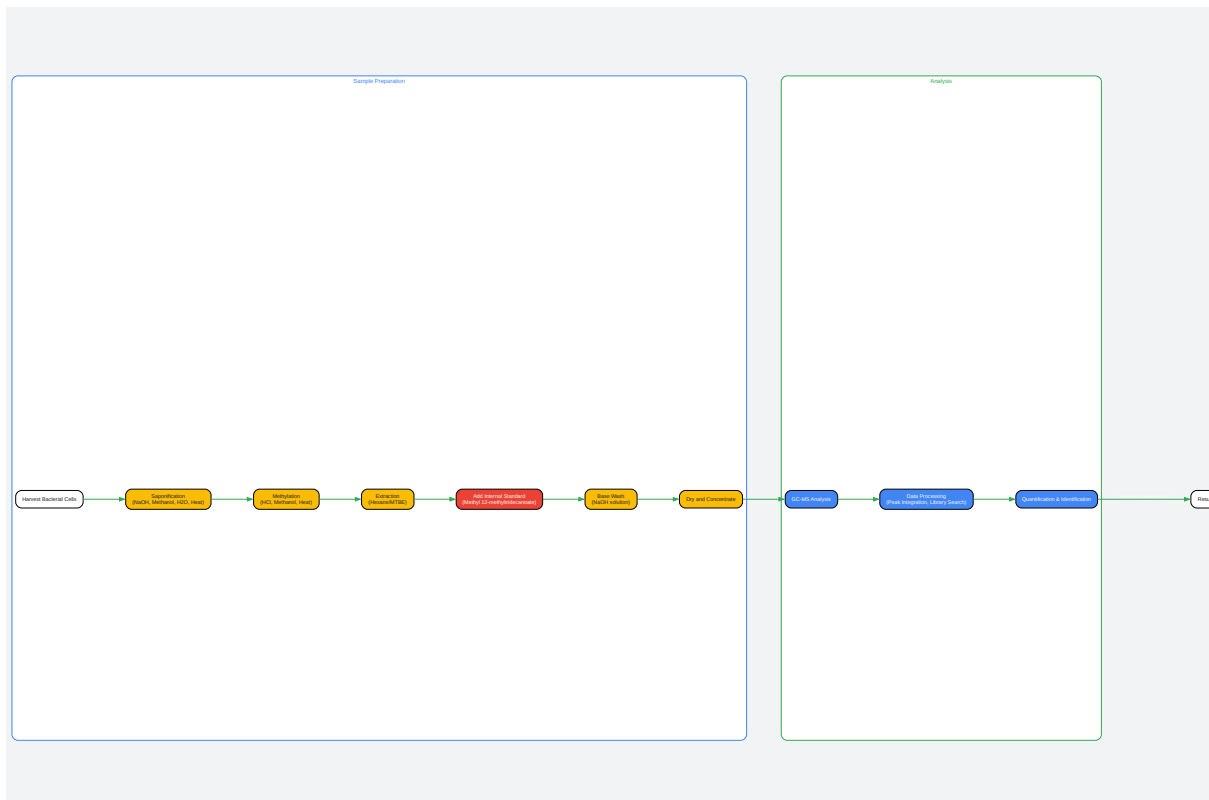 Sample Preparation
Analysis
Harvest Bacterial Cells
Saponification
(NaOH, Methanol, H2O, Heat)
Methylation
(HCl, Methanol, Heat)
Extraction
(Hexane/MTBE)
Add Internal Standard
(Methyl 12-methyltridecanoate)
Base Wash
(NaOH solution)
Dry and Concentrate
GC-MS Analysis
Data Processing
(Peak Integration, Library Search)
Quantification & Identification